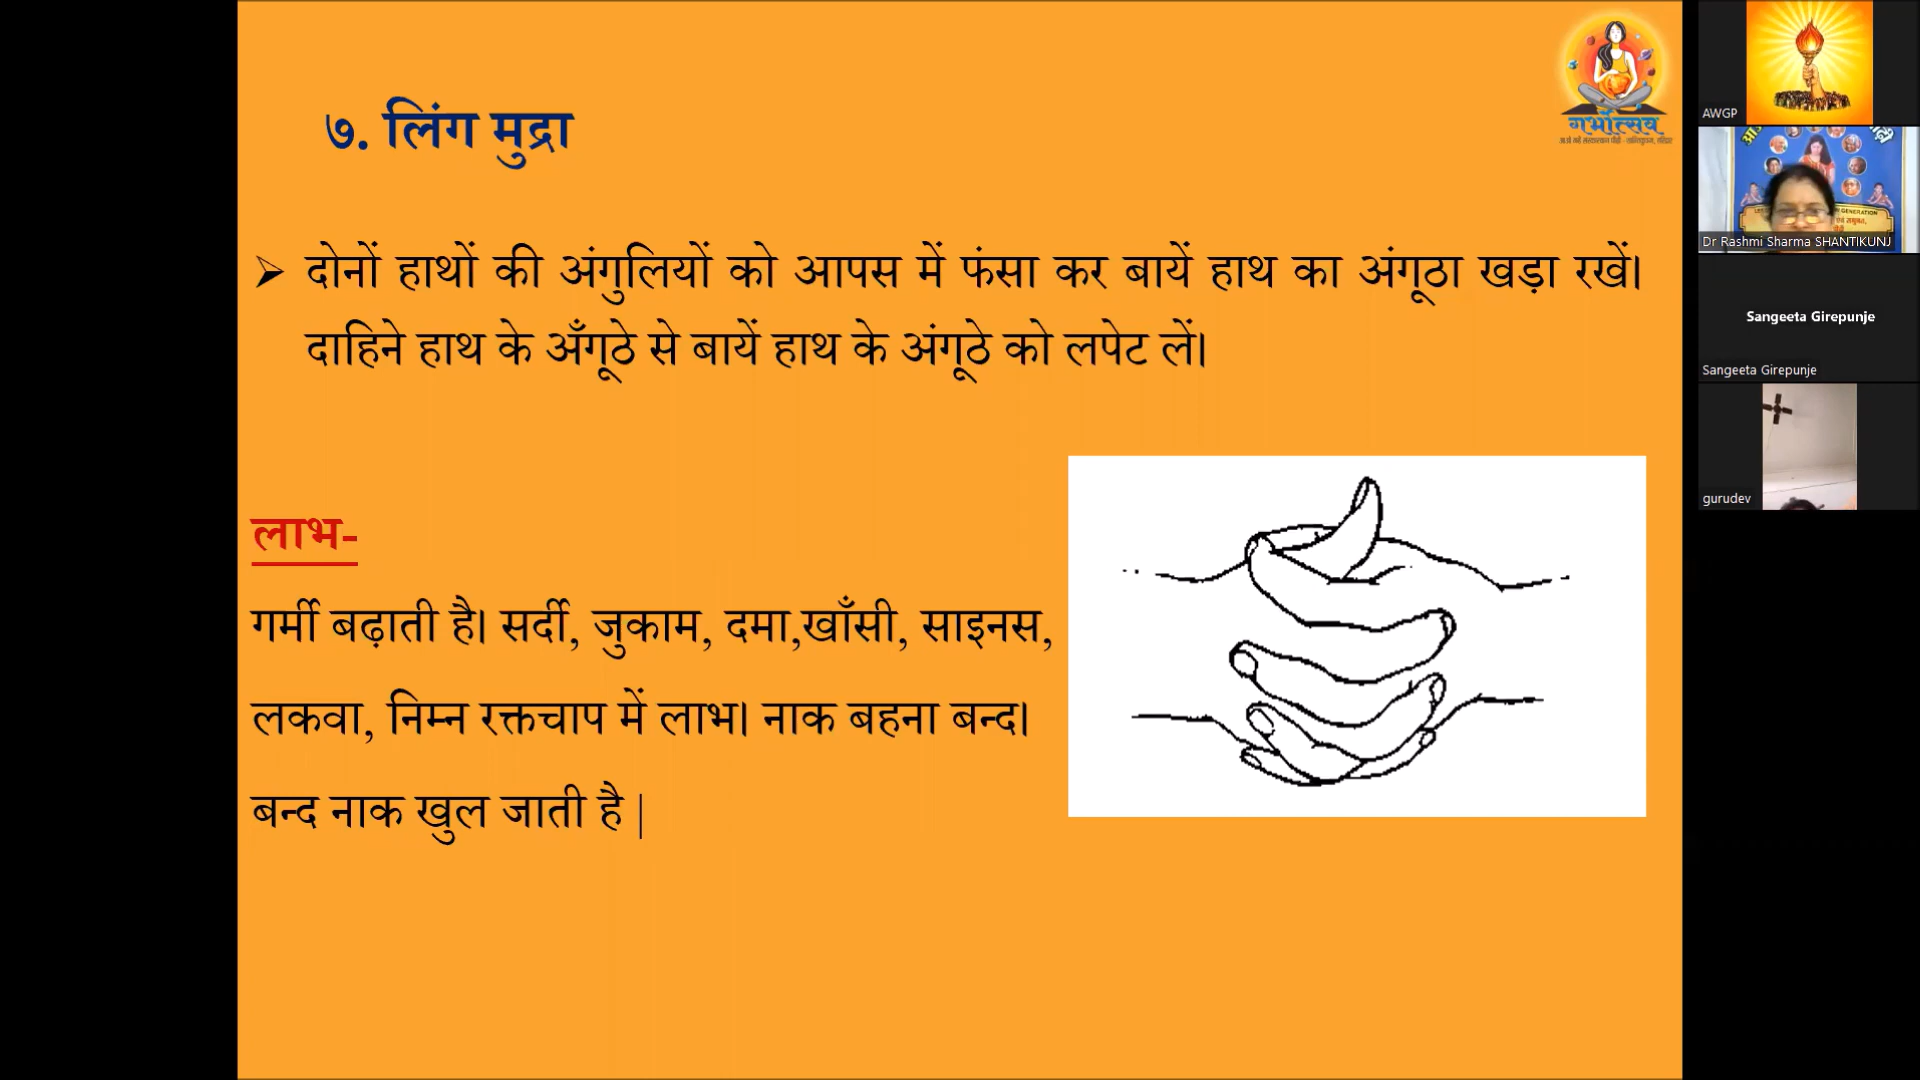 ७. लिंग मुद्रा
गर्भोत्सव
➢ दोनों हाथों की अंगुलियों को आपस में फंसा कर बायें हाथ का अंगूठा खड़ा रखें।
दाहिने हाथ के अँगूठे से बायें हाथ के अंगूठे को लपेट लें।
लाभ-
गर्मी बढ़ाती है। सर्दी, जुकाम, दमा,खाँसी, साइनस,
लकवा, निम्न रक्तचाप में लाभ। नाक बहना बन्द।
बन्द नाक खुल जाती है |
AWGP
GENERATION
Dr Rashmi Sharma SHANTIKUNJ
Sangeeta Girepunje
Sangeeta Girepunje
gurudev